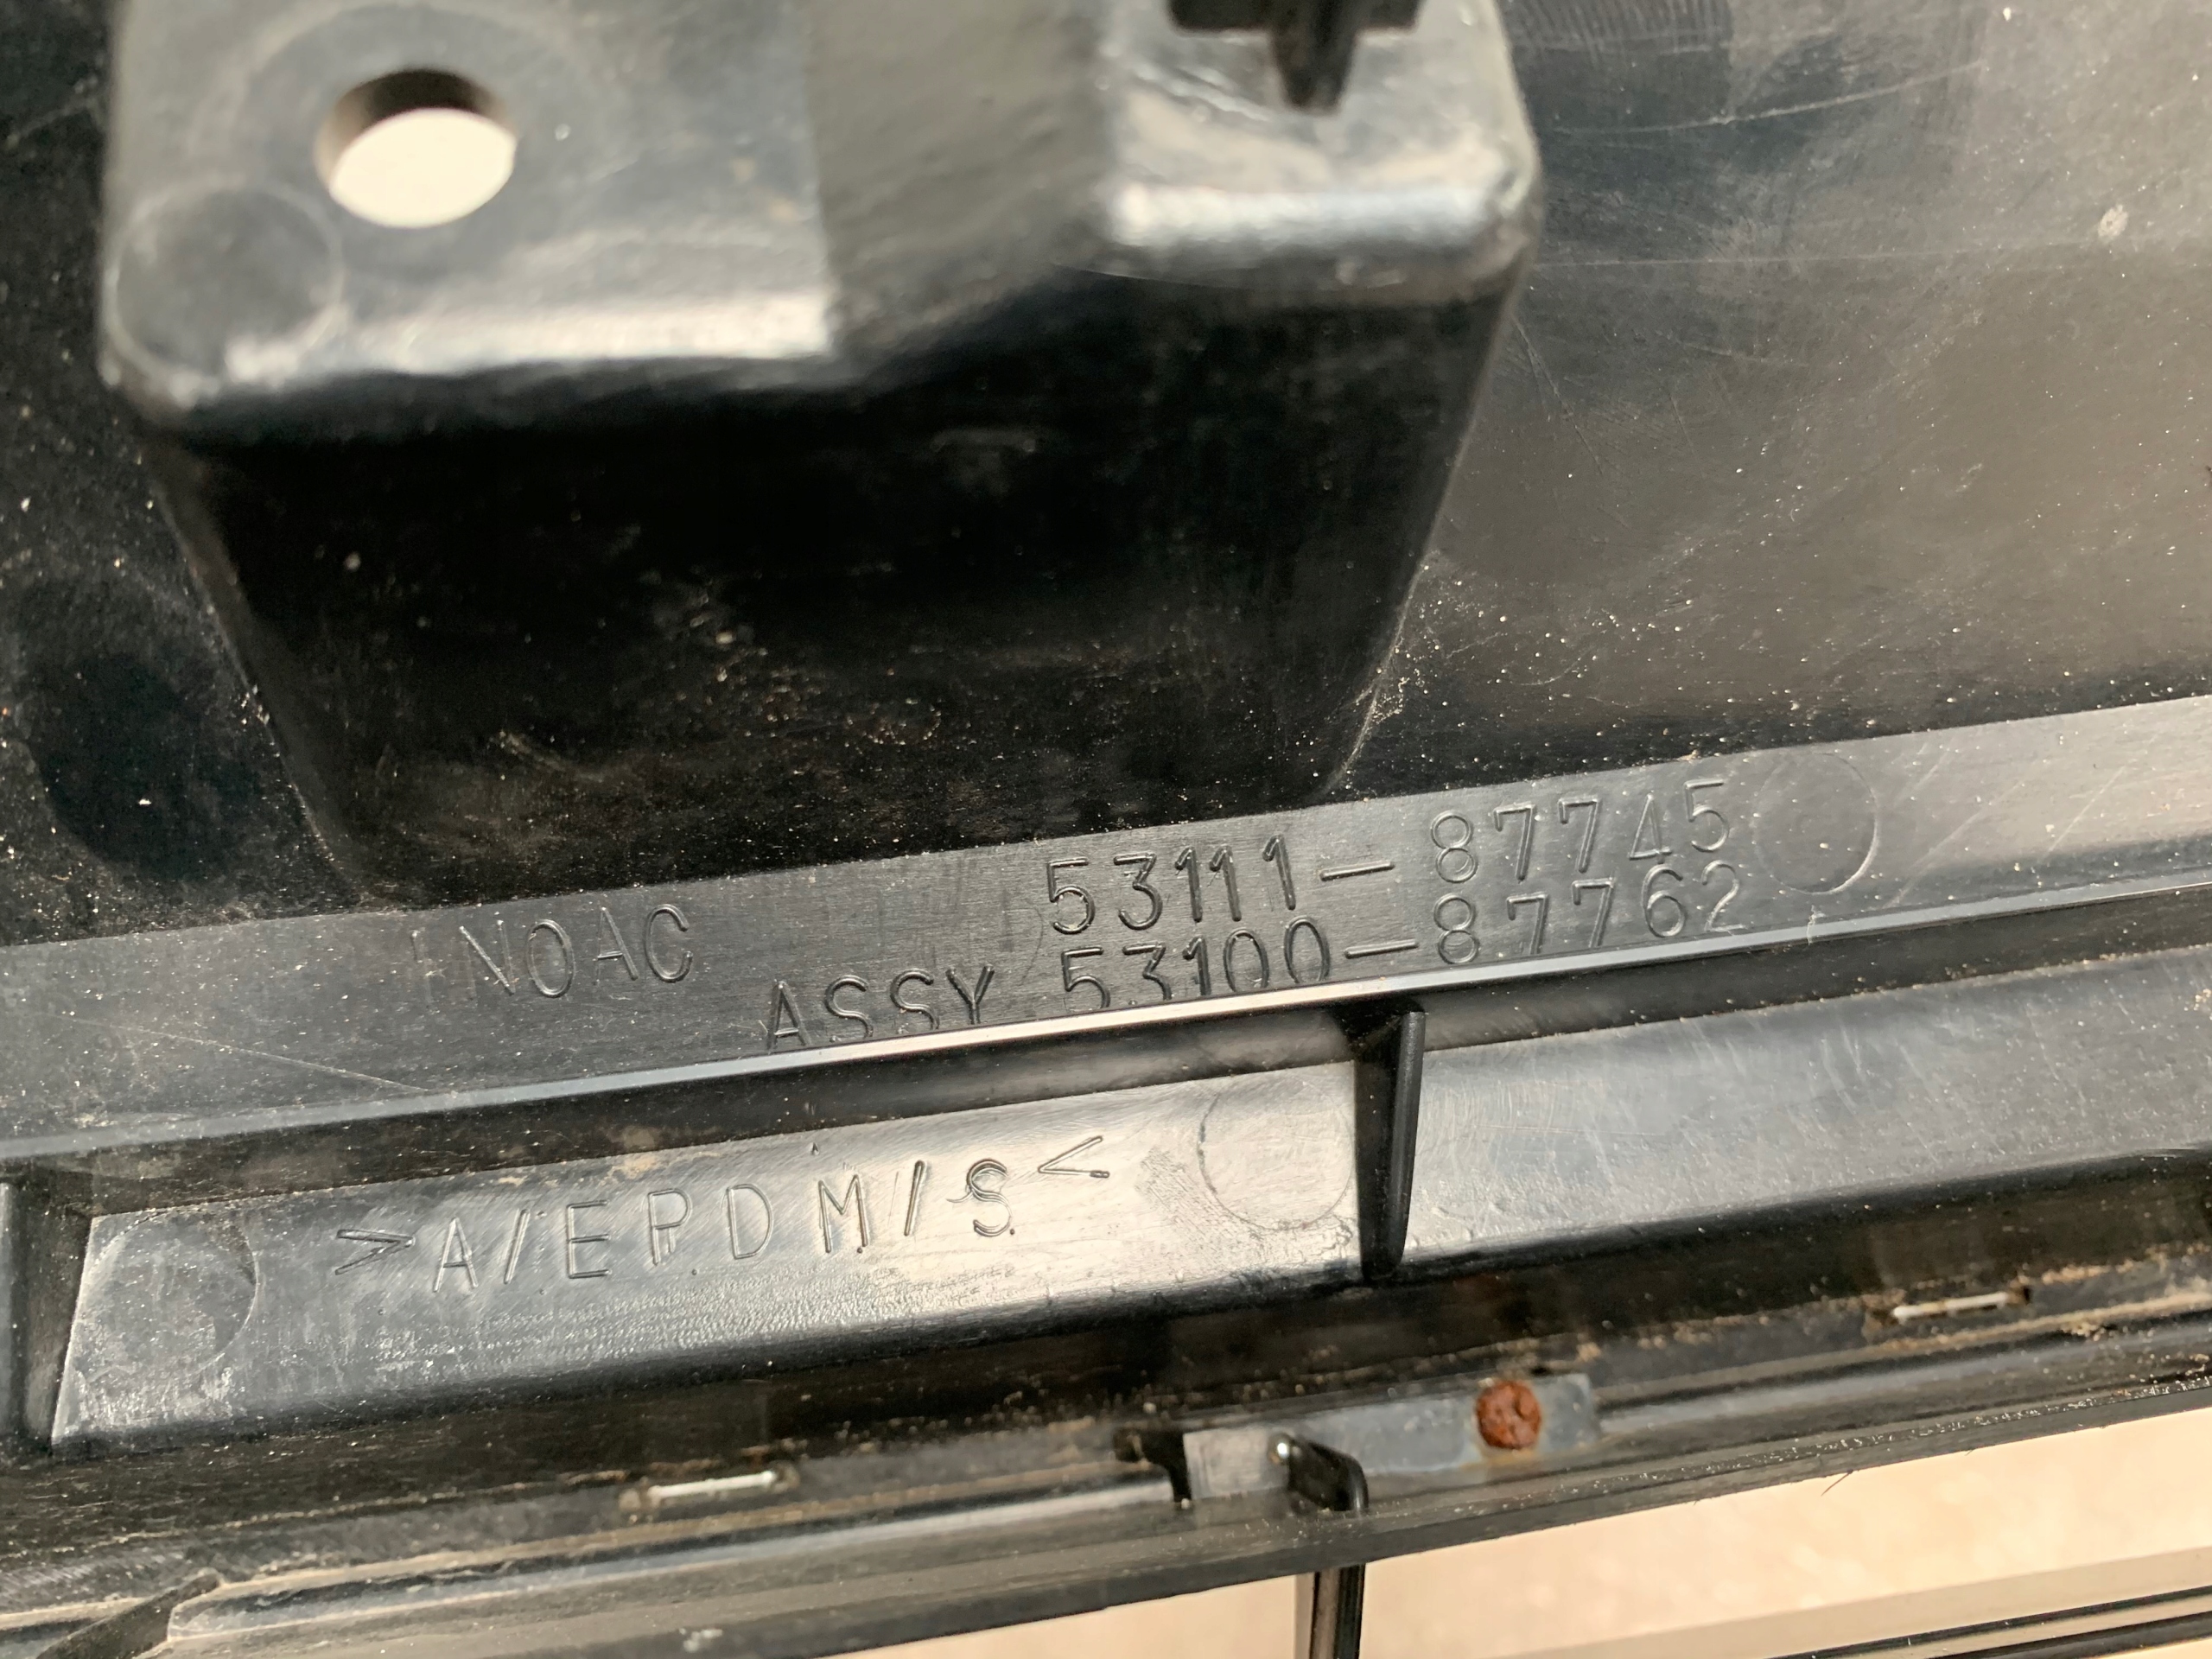 53111-87745
INOAC
ASSY 53100-87762
>A/EPDM/S<